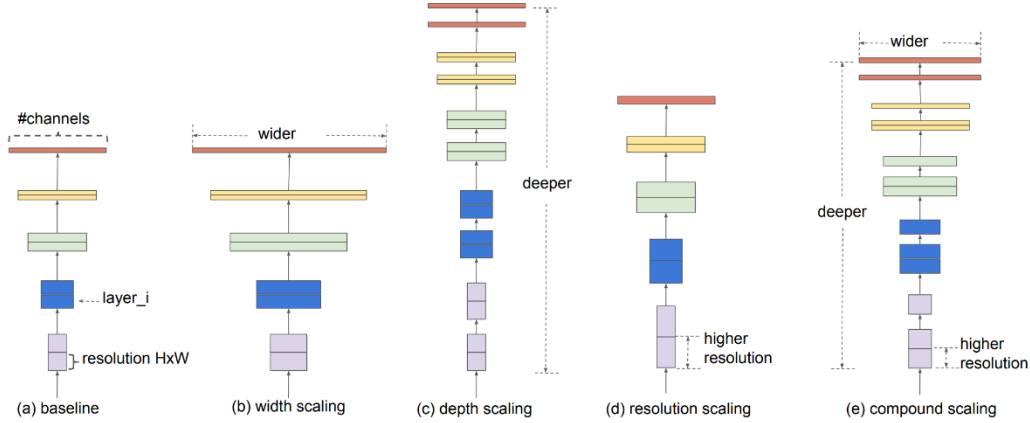 #channels
layer_i
resolution HxW
(a) baseline
wider
(b) width scaling
deeper
(c) depth scaling
higher
resolution
(d) resolution scaling
wider
deeper
higher
resolution
(e) compound scaling